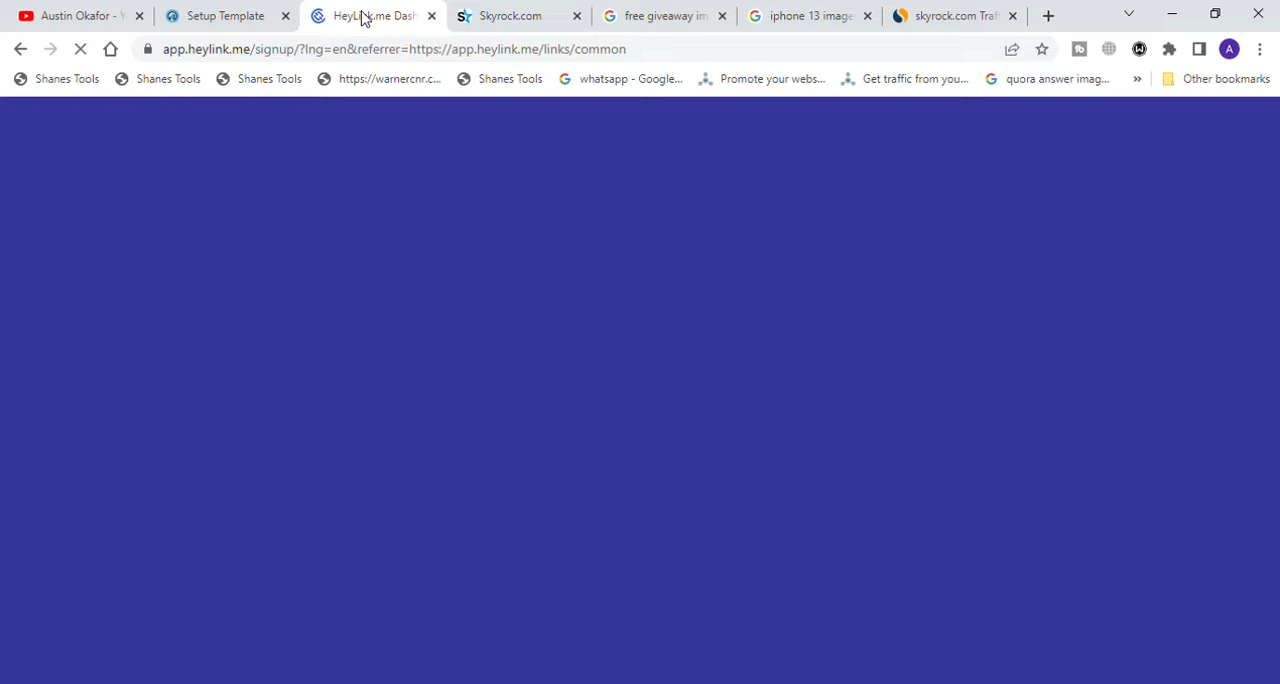 Austin Okafor - Y Setup Template HeyLink.me Dash Skyrock.com free giveaway im iphone 13 image skyrock.com Traf
app.heylink.me/signup/?lng=en&referrer=https://app.heylink.me/links/common A
Shanes Tools Shanes Tools Shanes Tools https://warnercnr.c... Shanes Tools whatsapp - Google... Promote your webs... Get traffic from you... quora answer imag... » Other bookmarks